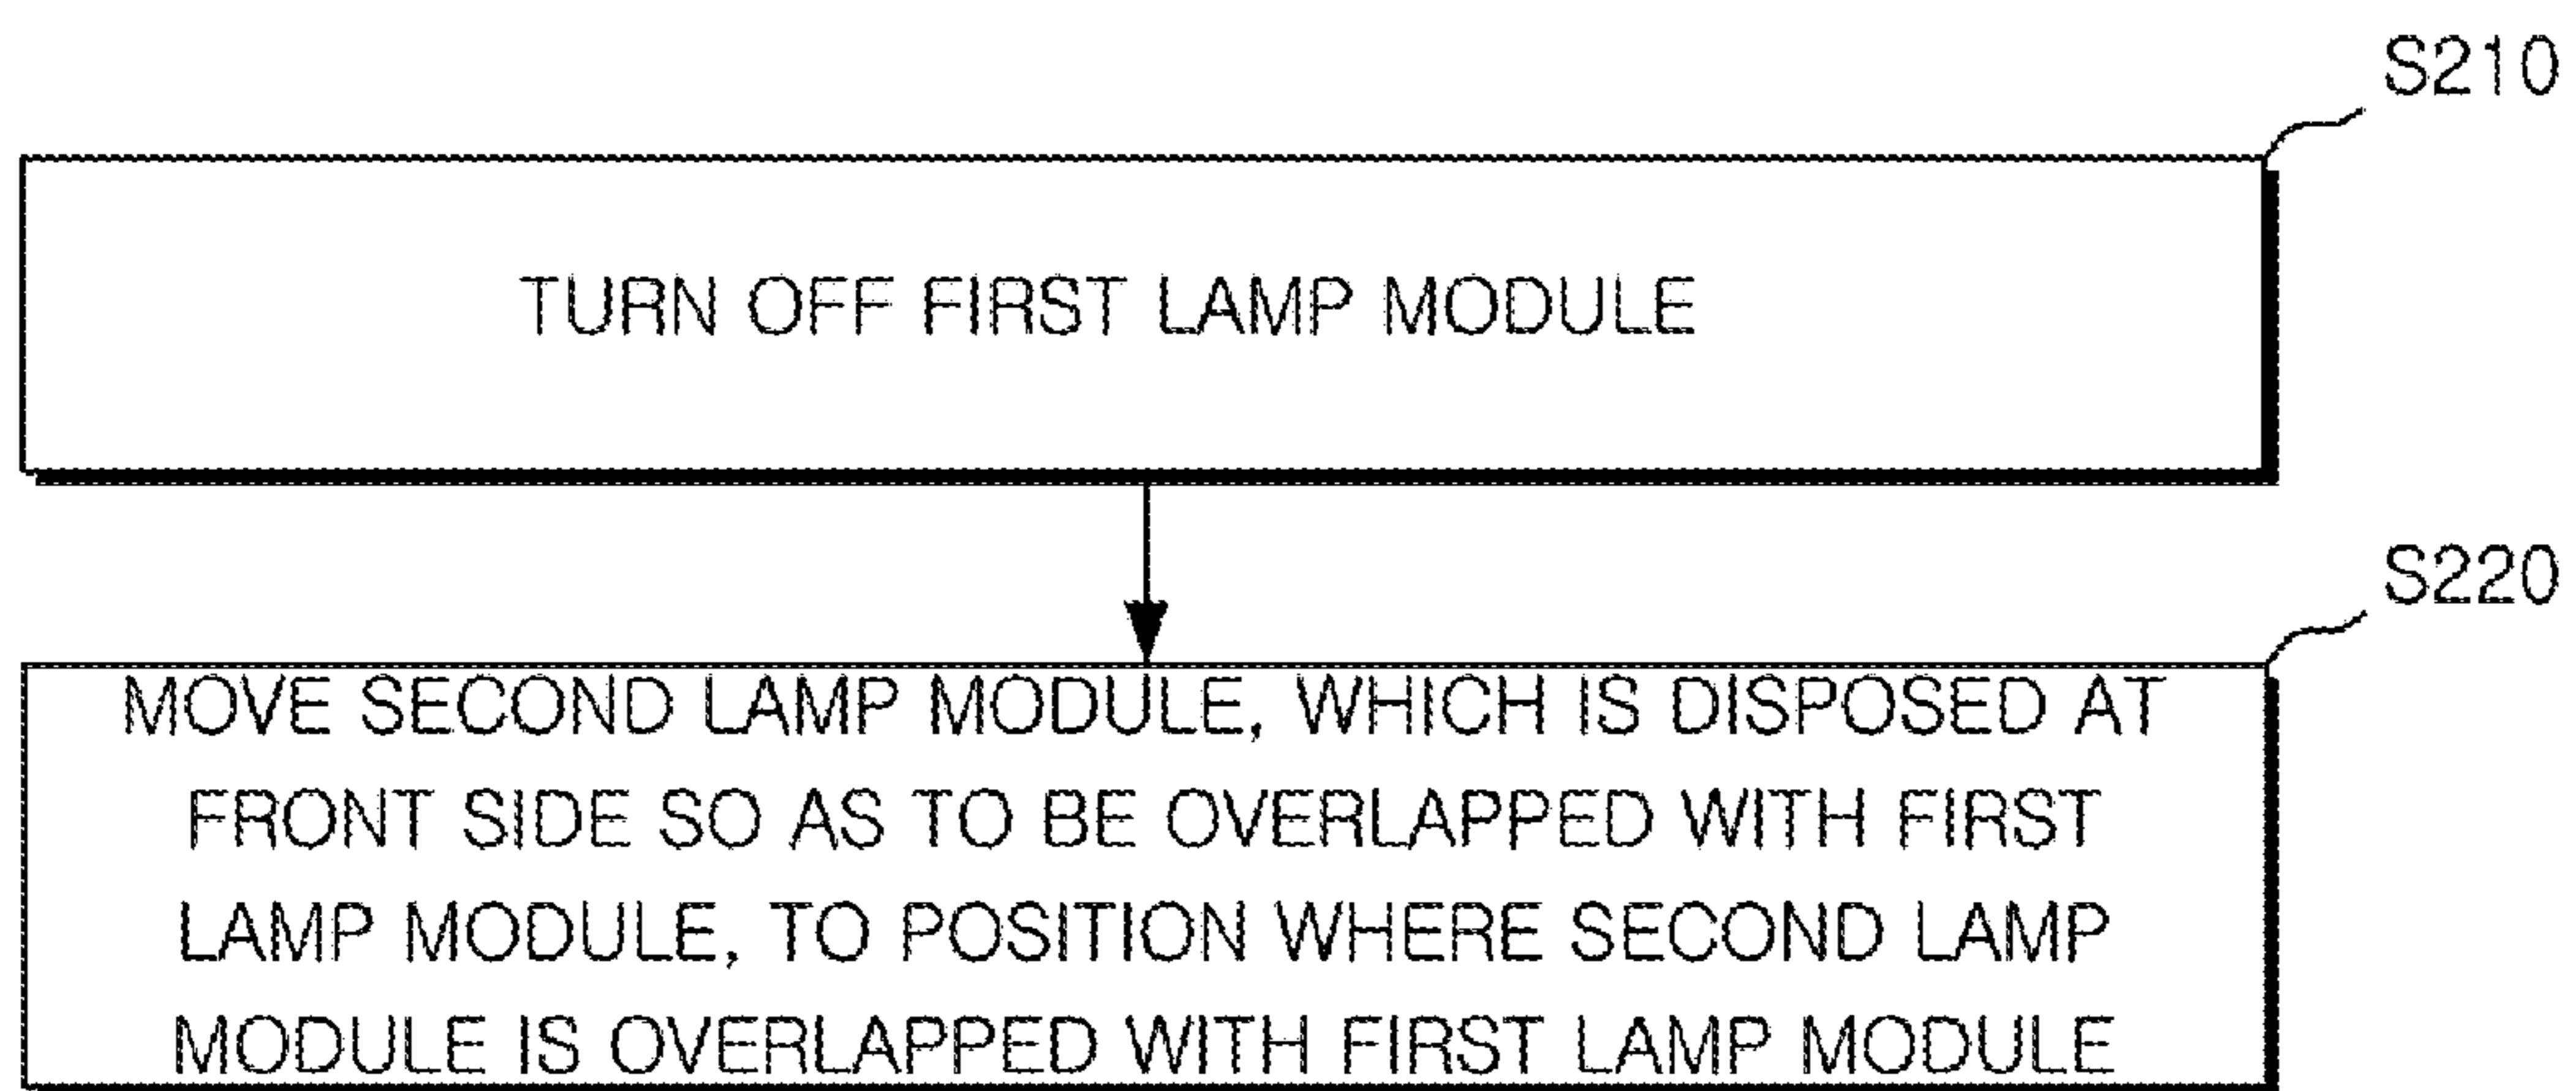 S210
TURN OFF FIRST LAMP MODULE
S220
MOVE SECOND LAMP MODULE, WHICH IS DISPOSED AT
FRONT SIDE SO AS TO BE OVERLAPPED WITH FIRST
LAMP MODULE, TO POSITION WHERE SECOND LAMP
MODULE IS OVERLAPPED WITH FIRST LAMP MODULE